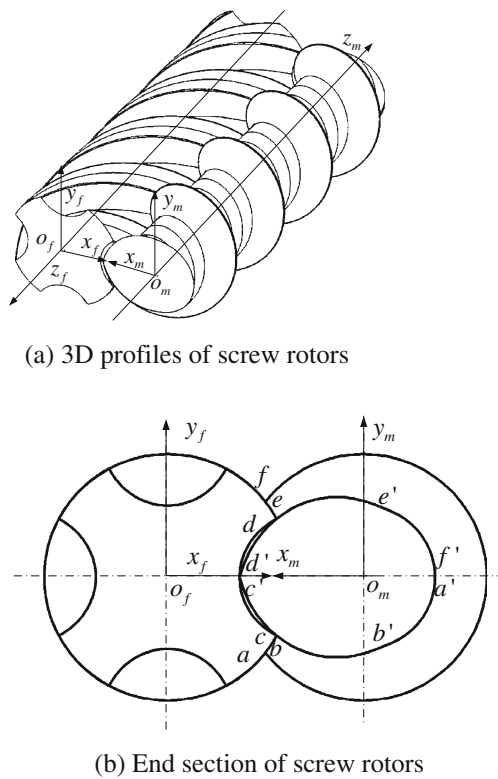 z_m
y_f
y_m
o_f
x_f
x_m
z_f
o_m
(a) 3D profiles of screw rotors
y_f
y_m
f
e
e'
d
x_f
d'
x_m
f'
o_f
c'
o_m
a'
c
a
b
b'
(b) End section of screw rotors